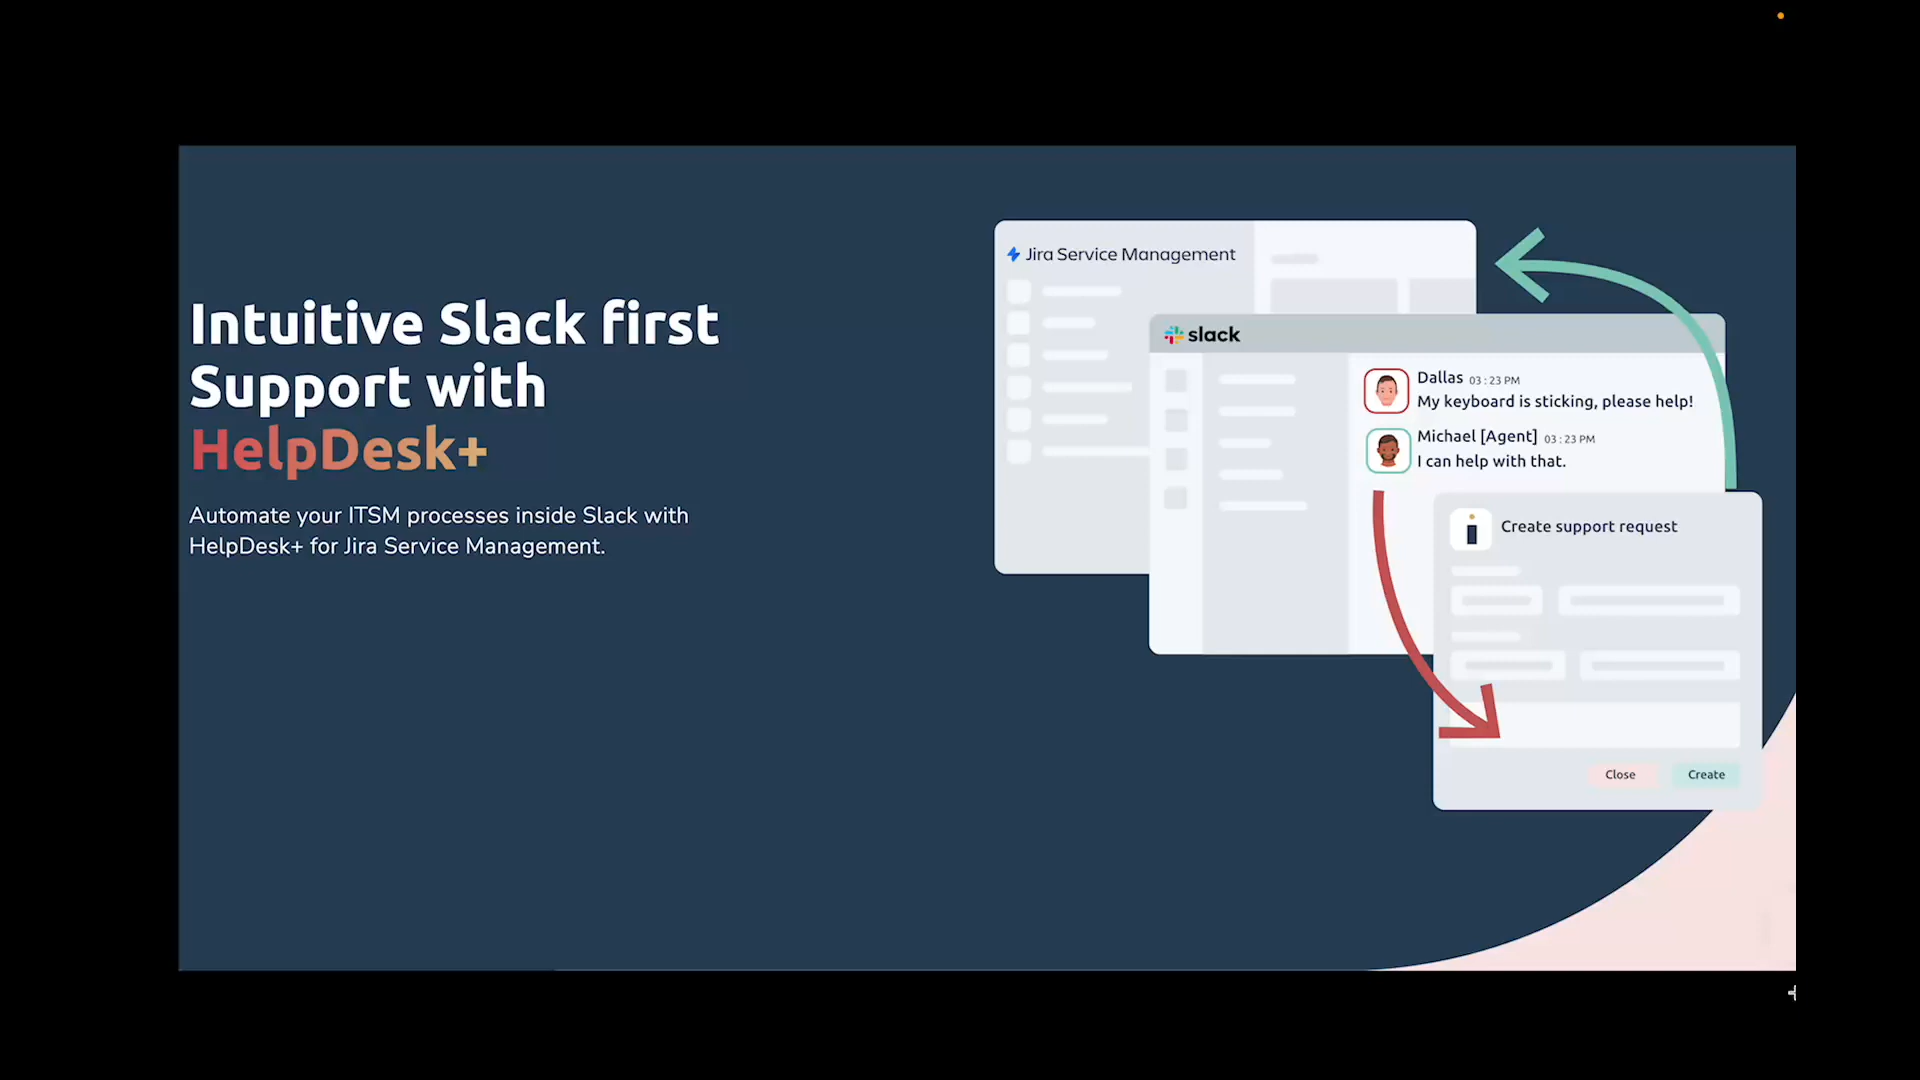 Intuitive Slack first
Support with
HelpDesk+
Automate your ITSM processes inside Slack with
HelpDesk+ for Jira Service Management.
Jira Service Management
slack
Dallas 03 : 23 PM
My keyboard is sticking, please help!
Michael [Agent] 03 : 23 PM
I can help with that.
Create support request
Close
Create